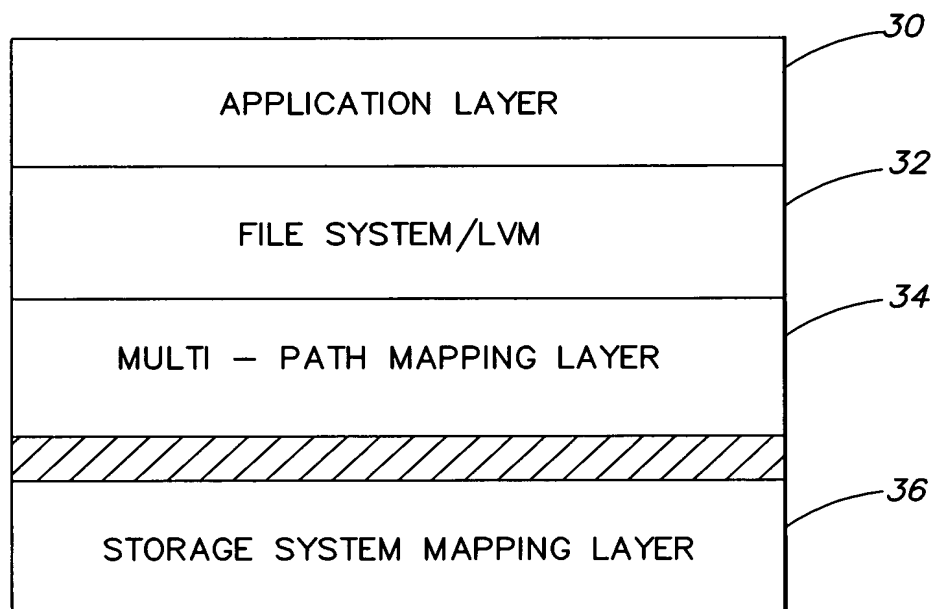 30
APPLICATION LAYER
32
FILE SYSTEM/LVM
34
MULTI – PATH MAPPING LAYER
36
STORAGE SYSTEM MAPPING LAYER